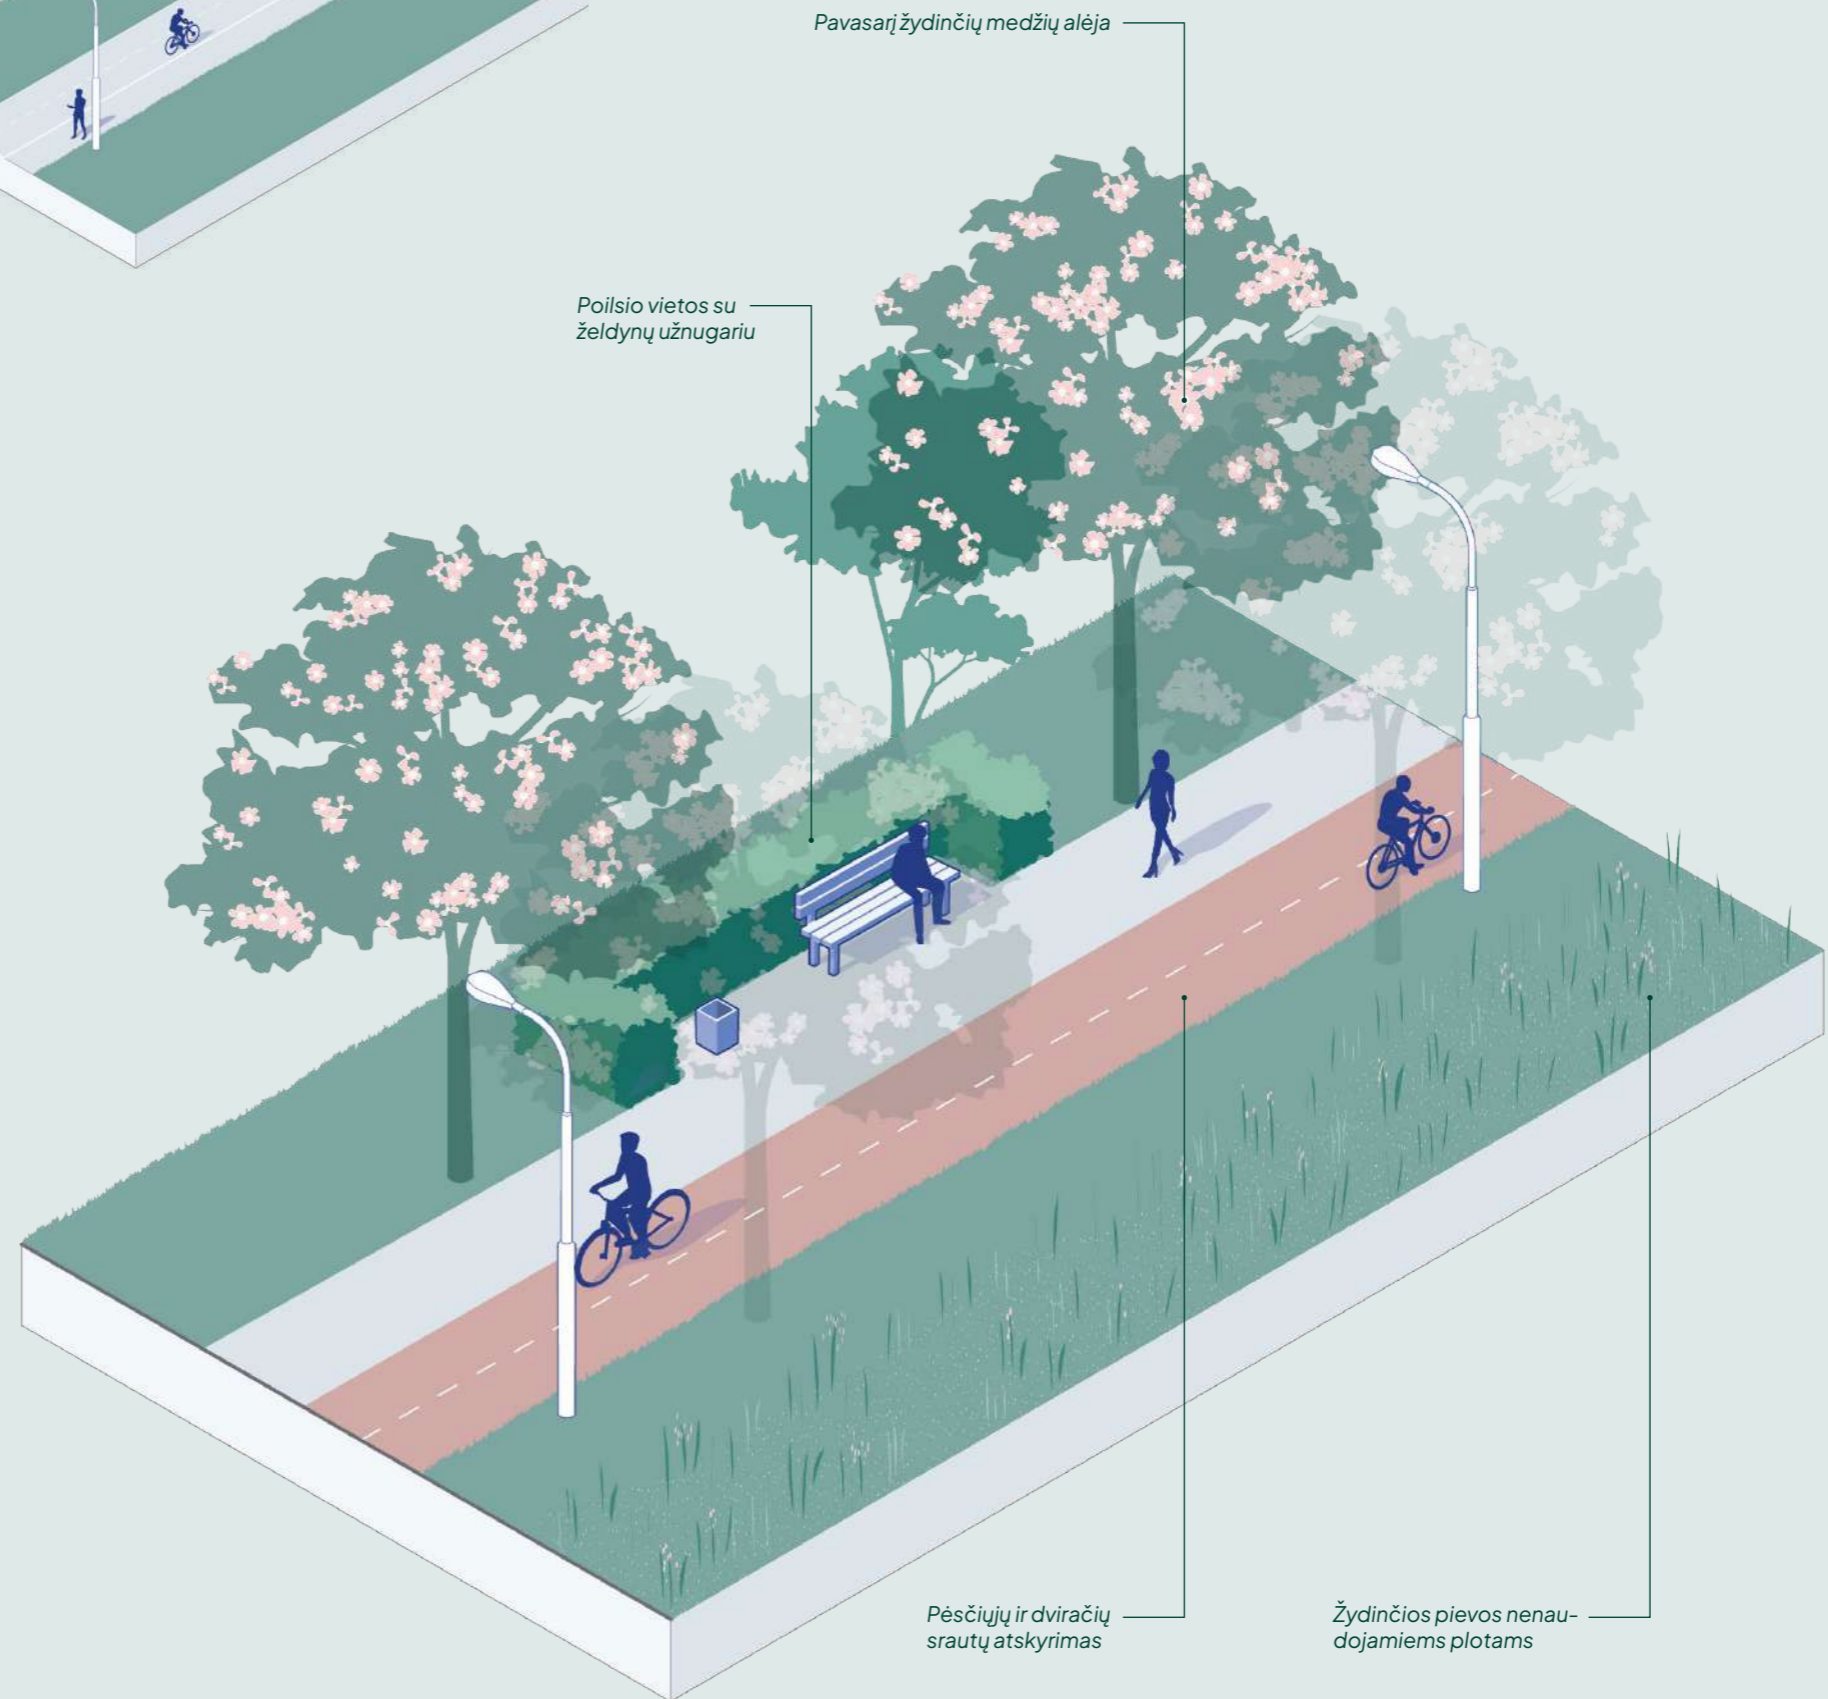 Pavasarį žydinčių medžių alėja
Poilsio vietos su
želdynų užnugariu
Pėsčiųjų ir dviračių
srautų atskyrimas
Žydinčios pievos nenau-
dojamiems plotams